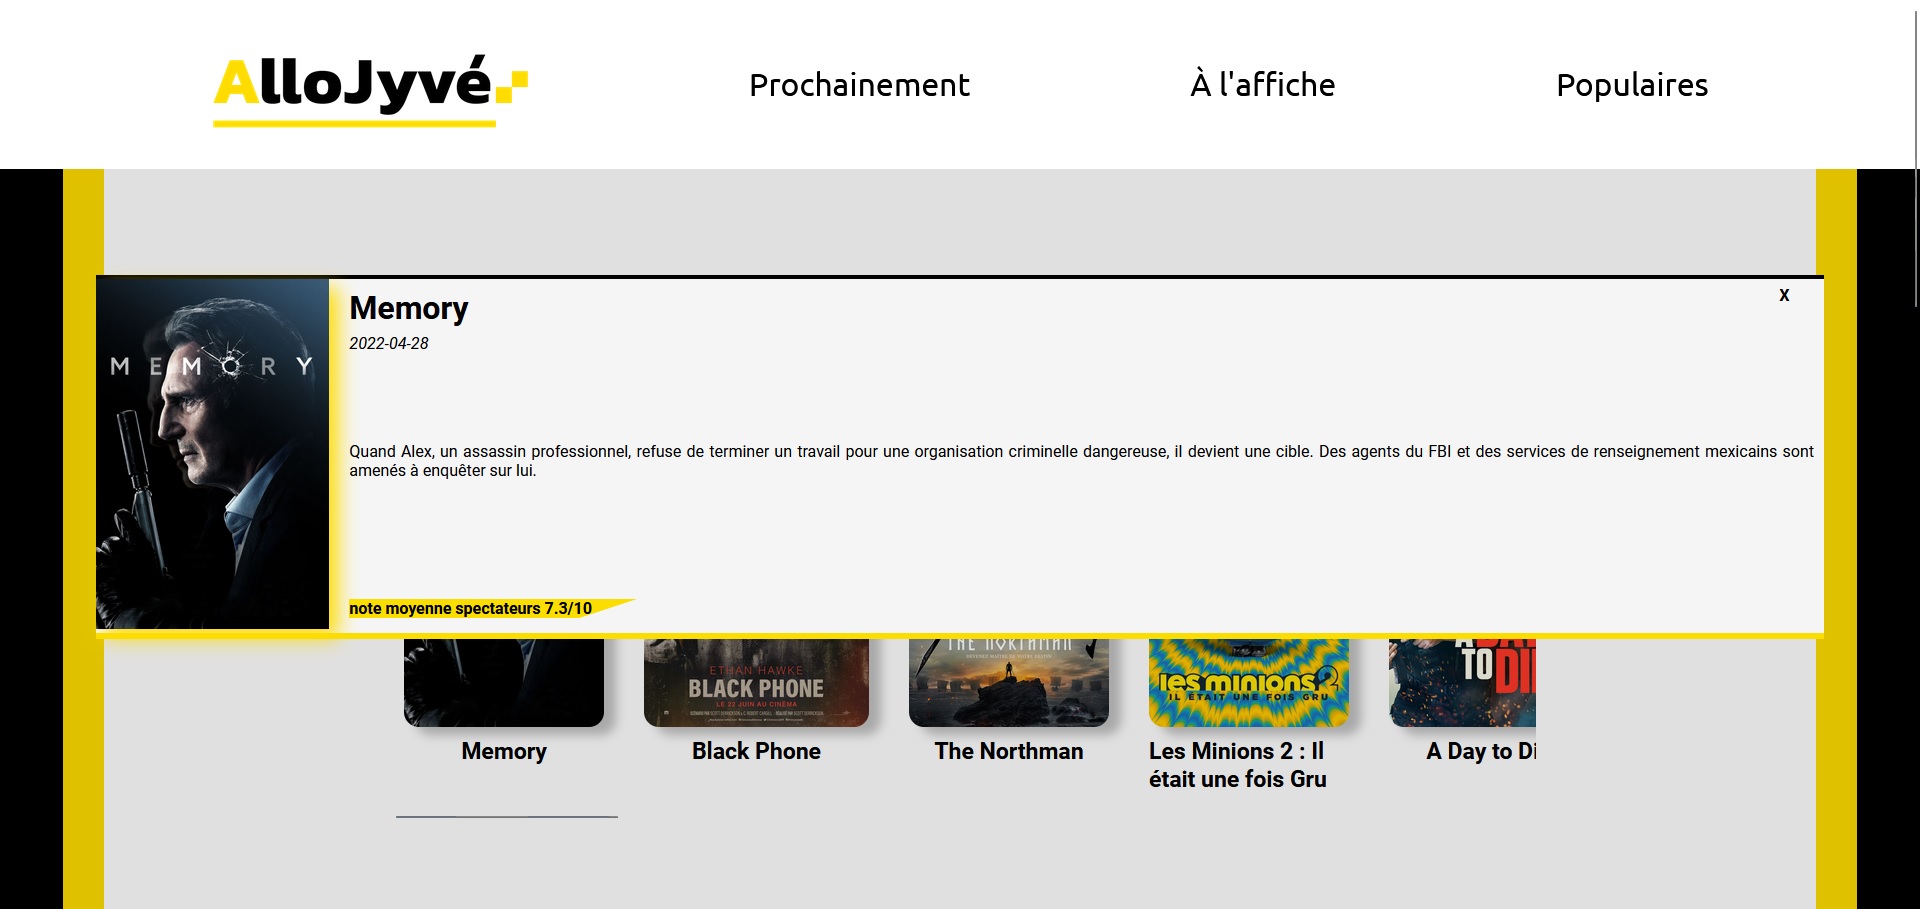 AlloJyvé
Prochainement
À l'affiche
Populaires
MEMORY
Memory
X
2022-04-28
Quand Alex, un assassin professionnel, refuse de terminer un travail pour une organisation criminelle dangereuse, il devient une cible. Des agents du FBI et des services de renseignement mexicains sont
amenés à enquêter sur lui.
note moyenne spectateurs 7.3/10
ETHAN HAWKE
BLACK PHONE
LE 22 JUIN AU CINÉMA
THE NORTHMAN
les minions 2
IL ÉTAIT UNE FOIS GRU
TO DI
Memory
Black Phone
The Northman
Les Minions 2 : Il
était une fois Gru
A Day to Di